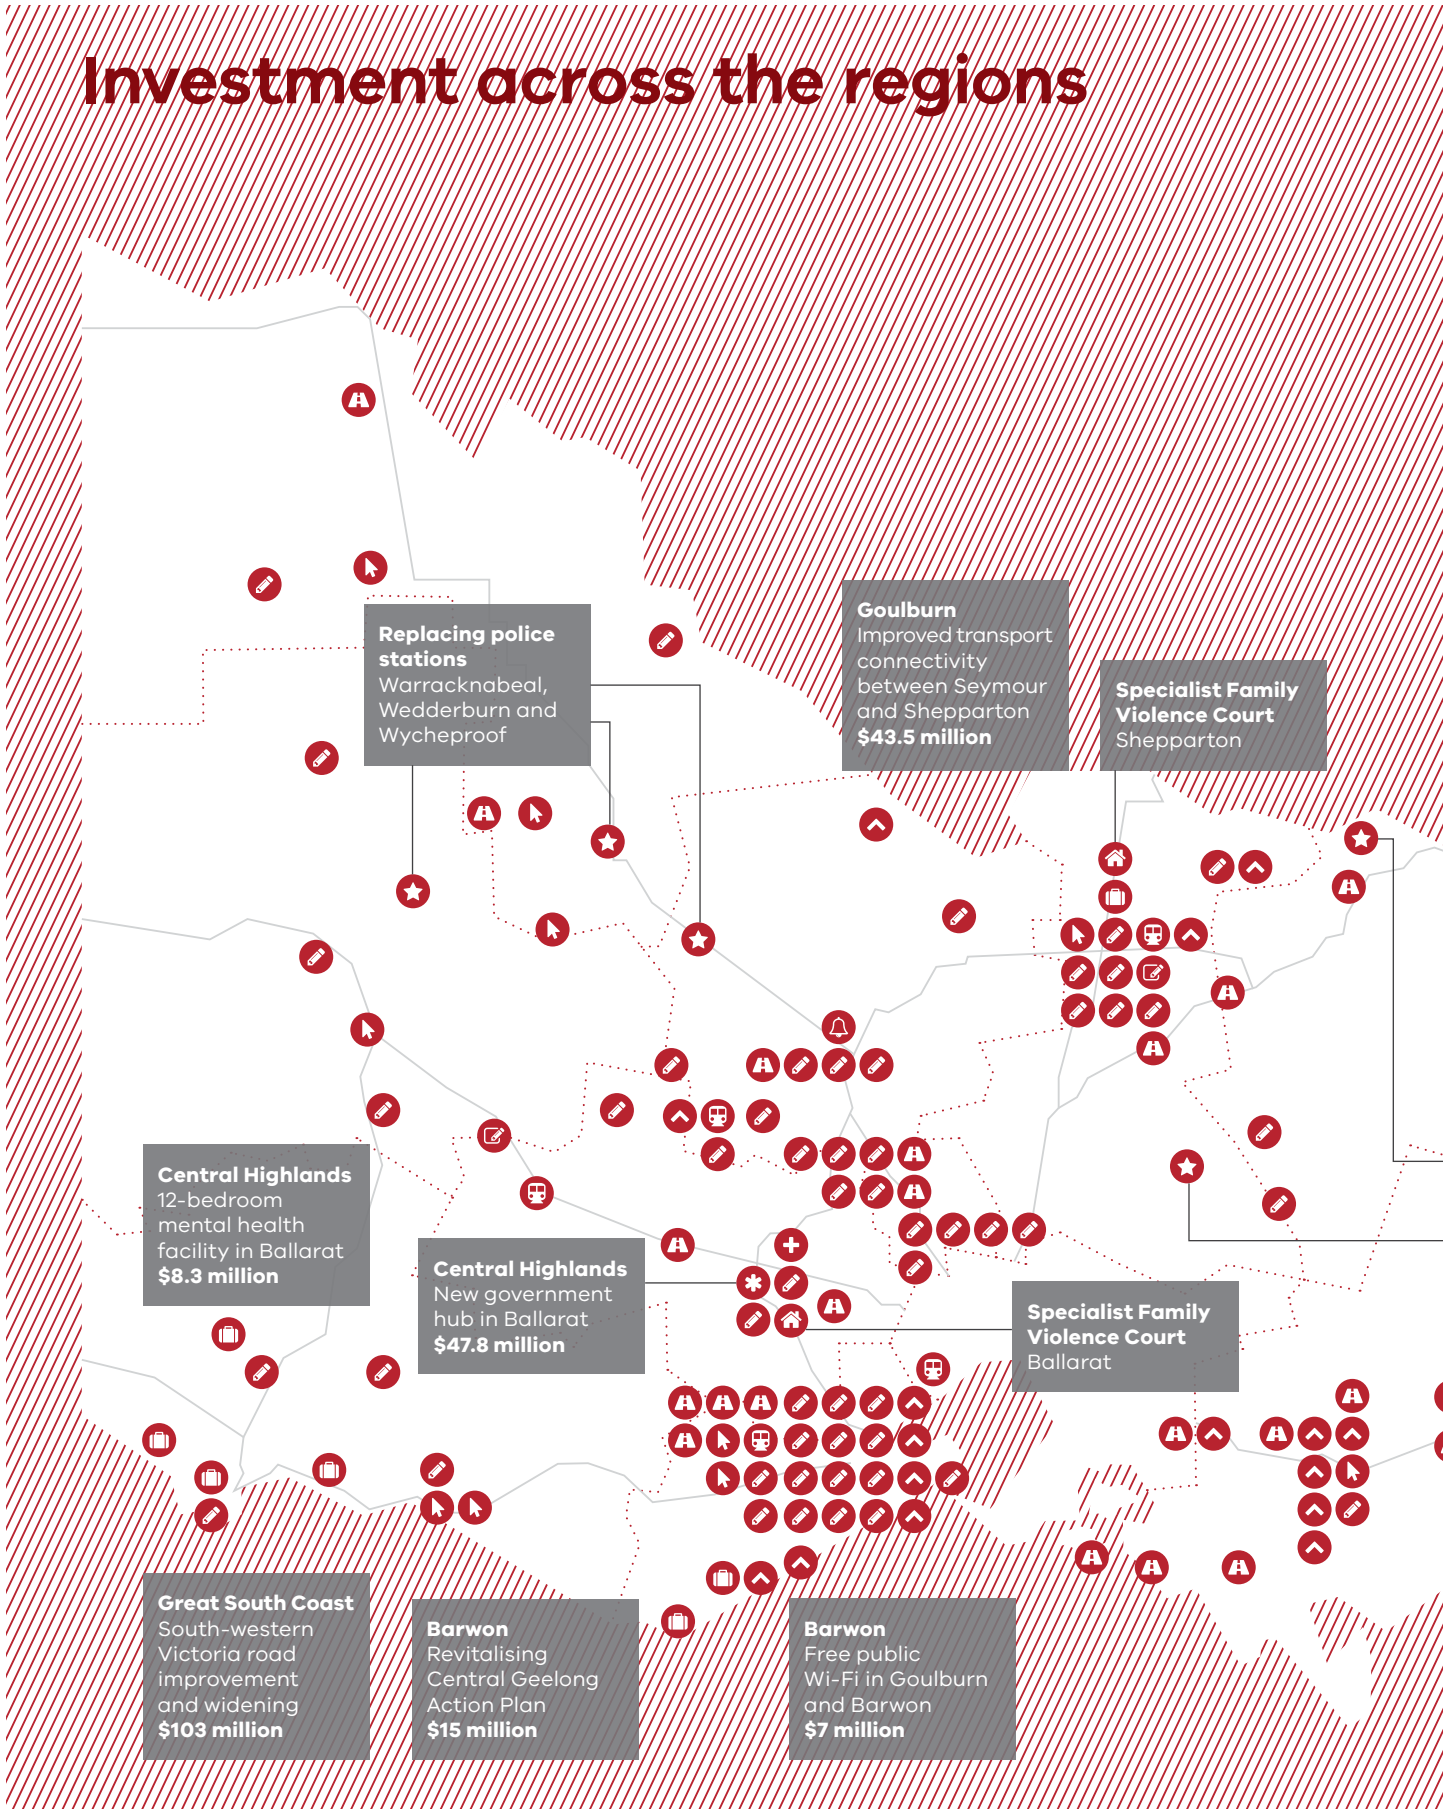 Investment across the regions
Goulburn
Improved transport
connectivity
between Seymour
and Shepparton
$43.5 million
Replacing police
stations
Warracknabeal,
Wedderburn and
Wycheproof
Specialist Family
Violence Court
Shepparton
Central Highlands
12-bedroom
mental health
facility in Ballarat
$8.3 million
Central Highlands
New government
hub in Ballarat
$47.8 million
Specialist Family
Violence Court
Ballarat
Great South Coast
South-western
Victoria road
improvement
and widening
$103 million
Barwon
Revitalising
Central Geelong
Action Plan
$15 million
Barwon
Free public
Wi-Fi in Goulburn
and Barwon
$7 million